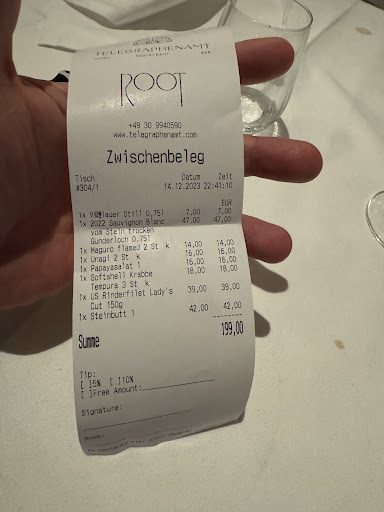 TELEGRAPHENAMT
HOTEL RESTAURANT BAR
ROOT
+49 30 9940590
www.telegraphenamt.com
Zwischenbeleg
Tisch Datum Zeit
#304/1 14.12.2023 22:41:10
EUR
1x Vöslauer Still 0,75l 7,00 7,00
1x 2022 Sauvignon Blanc 47,00 47,00
vom Stein trocken
Gunderloch 0,75l
1x Maguro flamed 2 St k 14,00 14,00
1x Unagi 2 St k 16,00 16,00
1x Papayasalat 1 16,00 16,00
1x Softshell Krabbe 18,00 18,00
Tempura 3 St k
1x US Rinderfilet Lady's 39,00 39,00
Cut 150g
1x Steinbutt 1 42,00 42,00
--------
Summe 199,00
Tip:
[ ]5% [ ]10%
[ ]Free Amount:
Signature:
Name: